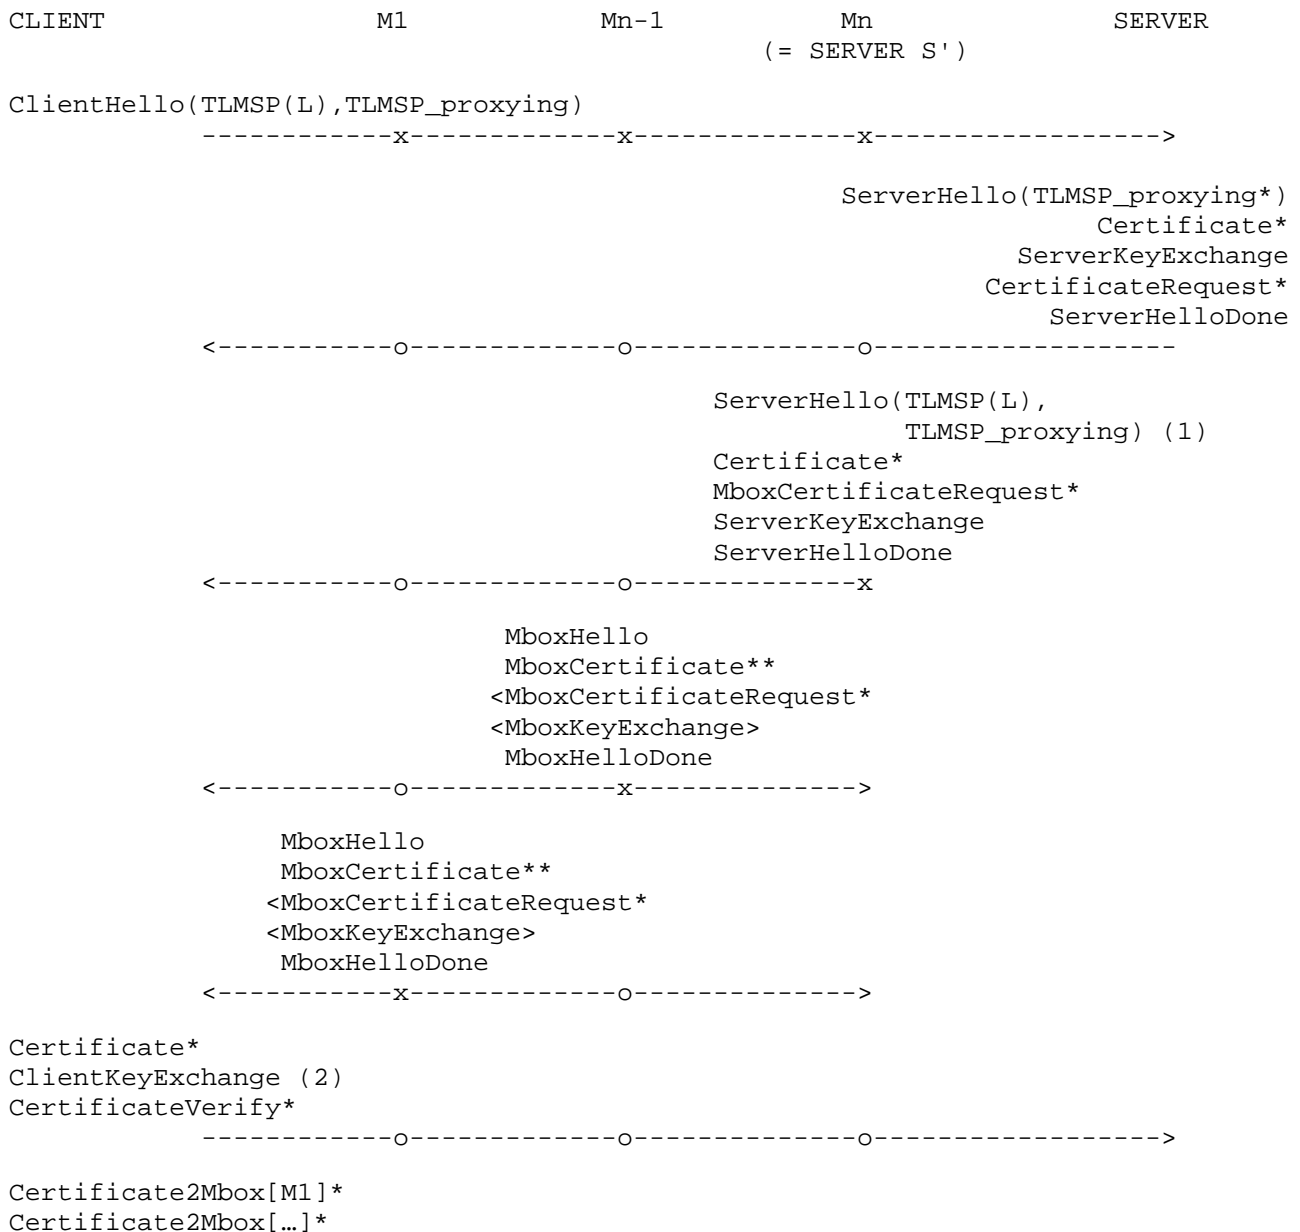 CLIENT M1 Mn-1 Mn SERVER
(= SERVER S')
ClientHello(TLMSP(L),TLMSP_proxying)
------------x-------------x--------------x------------------>
ServerHello(TLMSP_proxying*)
Certificate*
ServerKeyExchange
CertificateRequest*
ServerHelloDone
<-----------o-------------o--------------o-------------------
ServerHello(TLMSP(L),
TLMSP_proxying) (1)
Certificate*
MboxCertificateRequest*
ServerKeyExchange
ServerHelloDone
<-----------o-------------o--------------x
MboxHello
MboxCertificate**
<MboxCertificateRequest*
<MboxKeyExchange>
MboxHelloDone
<-----------o-------------x-------------->
MboxHello
MboxCertificate**
<MboxCertificateRequest*
<MboxKeyExchange>
MboxHelloDone
<-----------x-------------o-------------->
Certificate*
ClientKeyExchange (2)
CertificateVerify*
------------o-------------o--------------o------------------>
Certificate2Mbox[M1]*
Certificate2Mbox[…]*